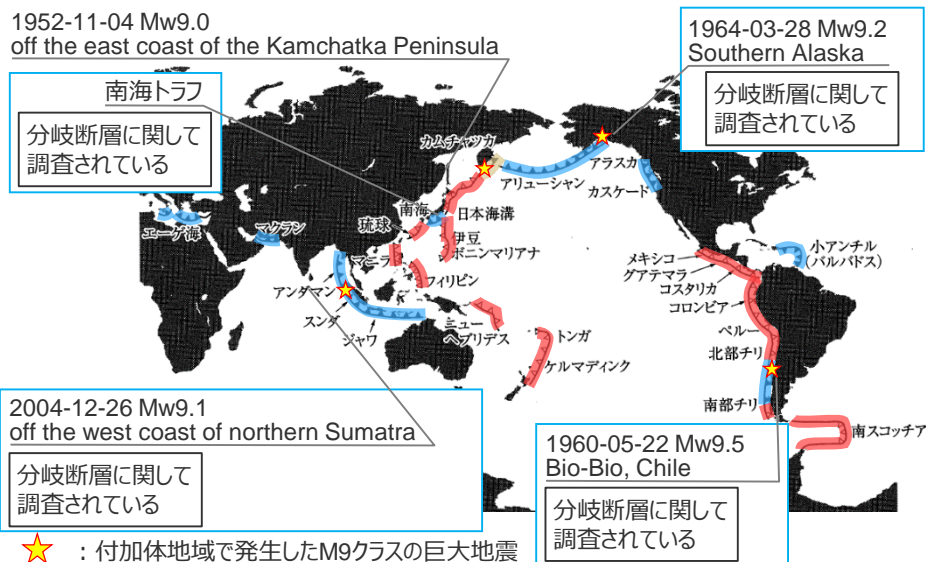 1952-11-04 Mw9.0
off the east coast of the Kamchatka Peninsula
南海トラフ
分岐断層に関して
調査されている
1964-03-28 Mw9.2
Southern Alaska
分岐断層に関して
調査されている
カムチャツカ
アリューシャン
アラスカ
カスケード
南海
日本海溝
琉球
伊豆
ボニンマリアナ
エーゲ海
マクラン
マニラ
フィリピン
アンダマン
スンダ
ジャワ
ニュー
ヘブリデス
トンガ
ケルマディック
メキシコ
グアテマラ
コスタリカ
コロンビア
ペルー
北部チリ
南部チリ
小アンチル
(バルバドス)
南スコッチア
2004-12-26 Mw9.1
off the west coast of northern Sumatra
分岐断層に関して
調査されている
1960-05-22 Mw9.5
Bio-Bio, Chile
分岐断層に関して
調査されている
：付加体地域で発生したM9クラスの巨大地震